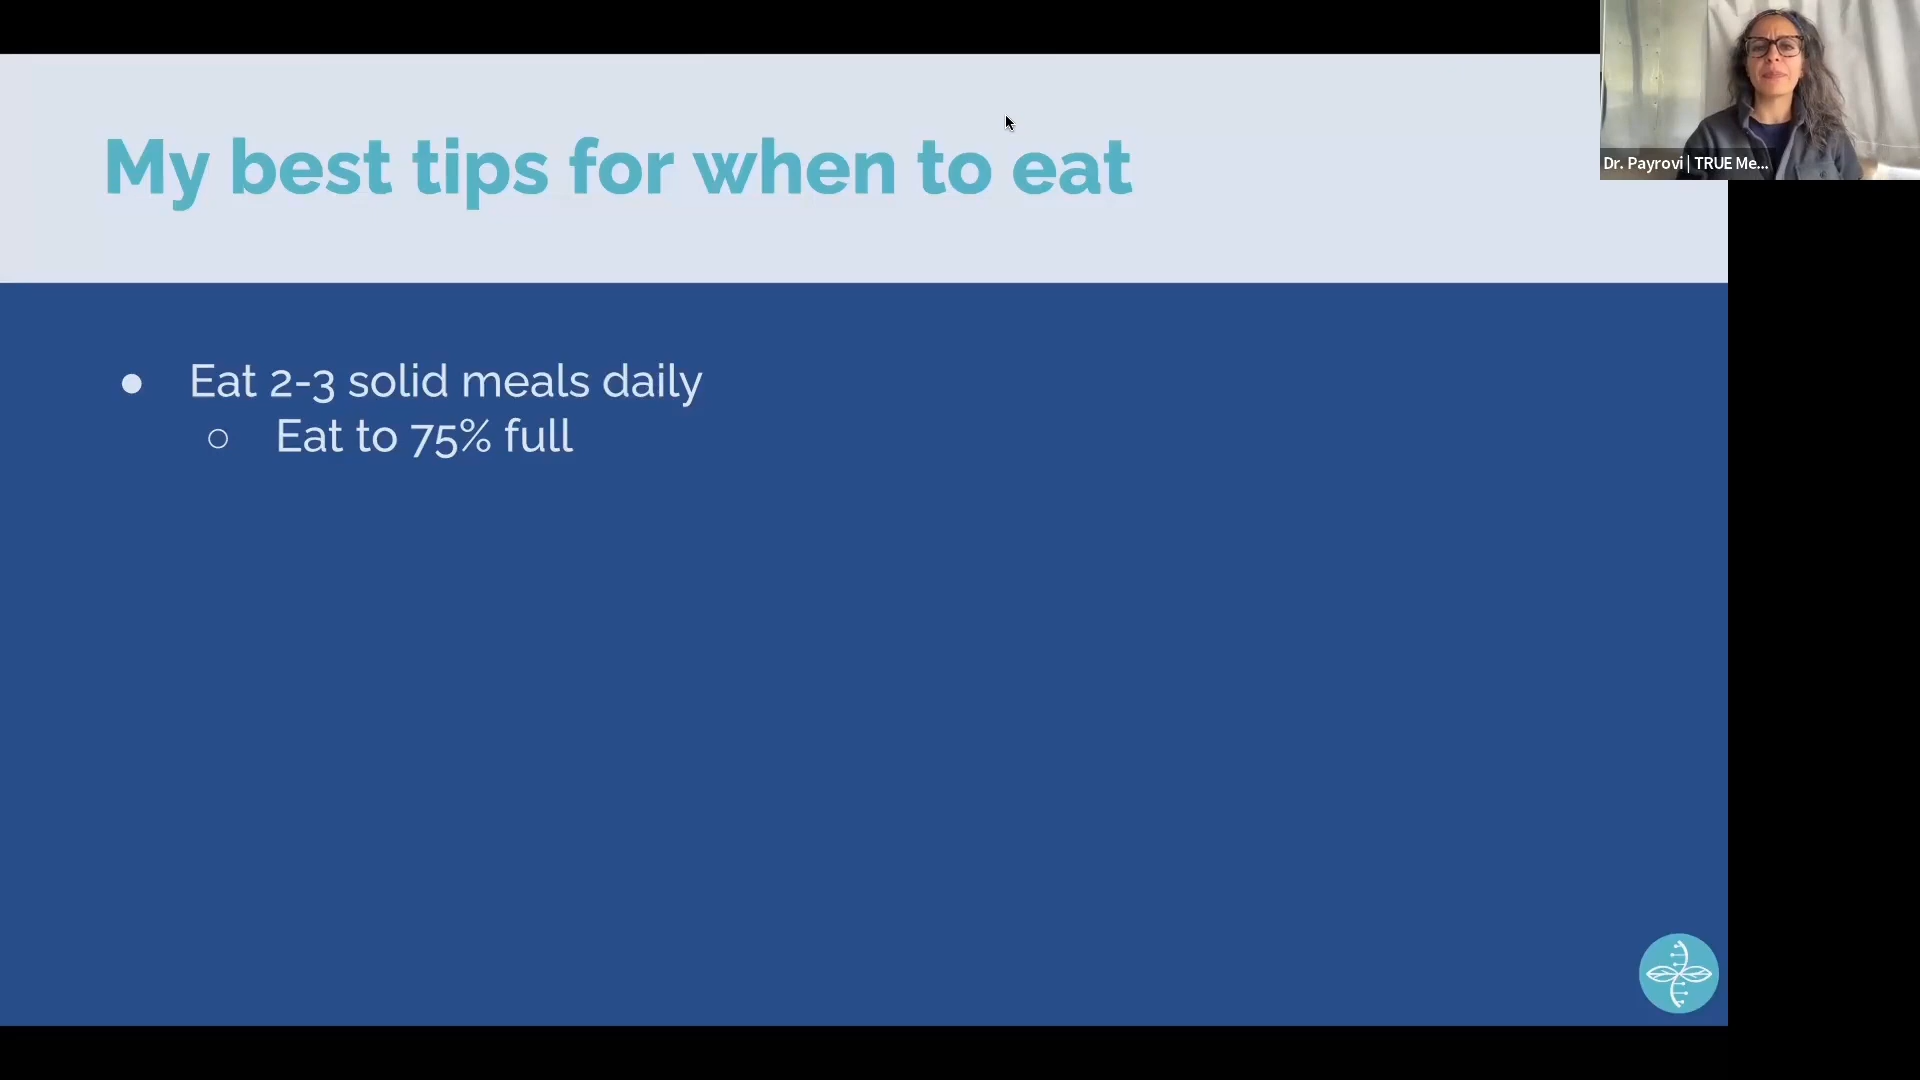 My best tips for when to eat
Dr. Payrovi | TRUE Me...
● Eat 2-3 solid meals daily
○ Eat to 75% full